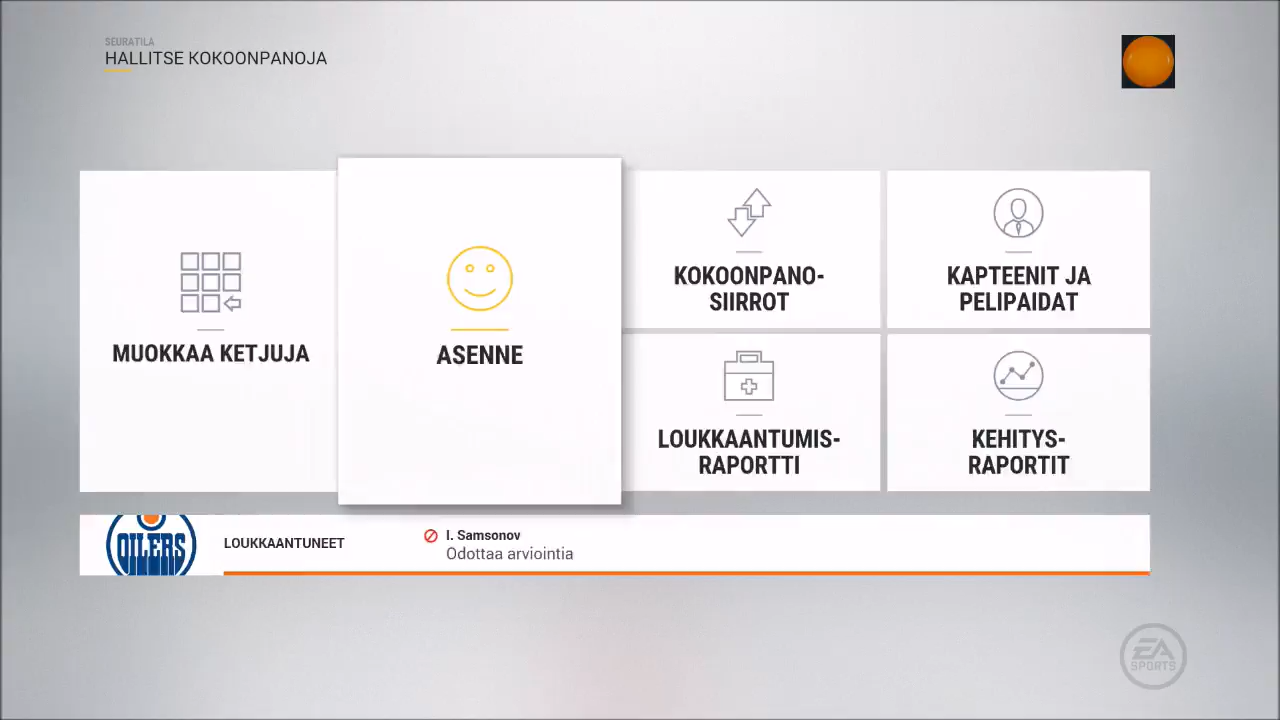 SEURATILA
HALLITSE KOKOONPANOJA
MUOKKAA KETJUJA
ASENNE
KOKOONPANO-
SIIRROT
KAPTEENIT JA
PELIPAIDAT
LOUKKAANTUMIS-
RAPORTTI
KEHITYS-
RAPORTIT
OILERS
LOUKKAANTUNEET
I. Samsonov
Odottaa arviointia
EA
SPORTS